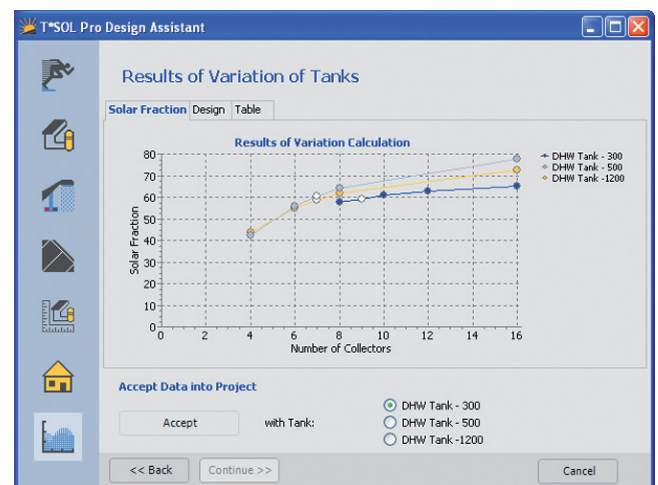 T*SOL Pro Design Assistant
Results of Variation of Tanks
Solar Fraction Design Table
Results of Variation Calculation
80
70
60
50
40
30
20
10
0
Solar Fraction
0 2 4 6 8 10 12 14 16
Number of Collectors
DHW Tank - 300
DHW Tank - 500
DHW Tank -1200
Accept Data into Project
Accept
with Tank:
DHW Tank - 300
DHW Tank - 500
DHW Tank -1200
<< Back Continue >> Cancel